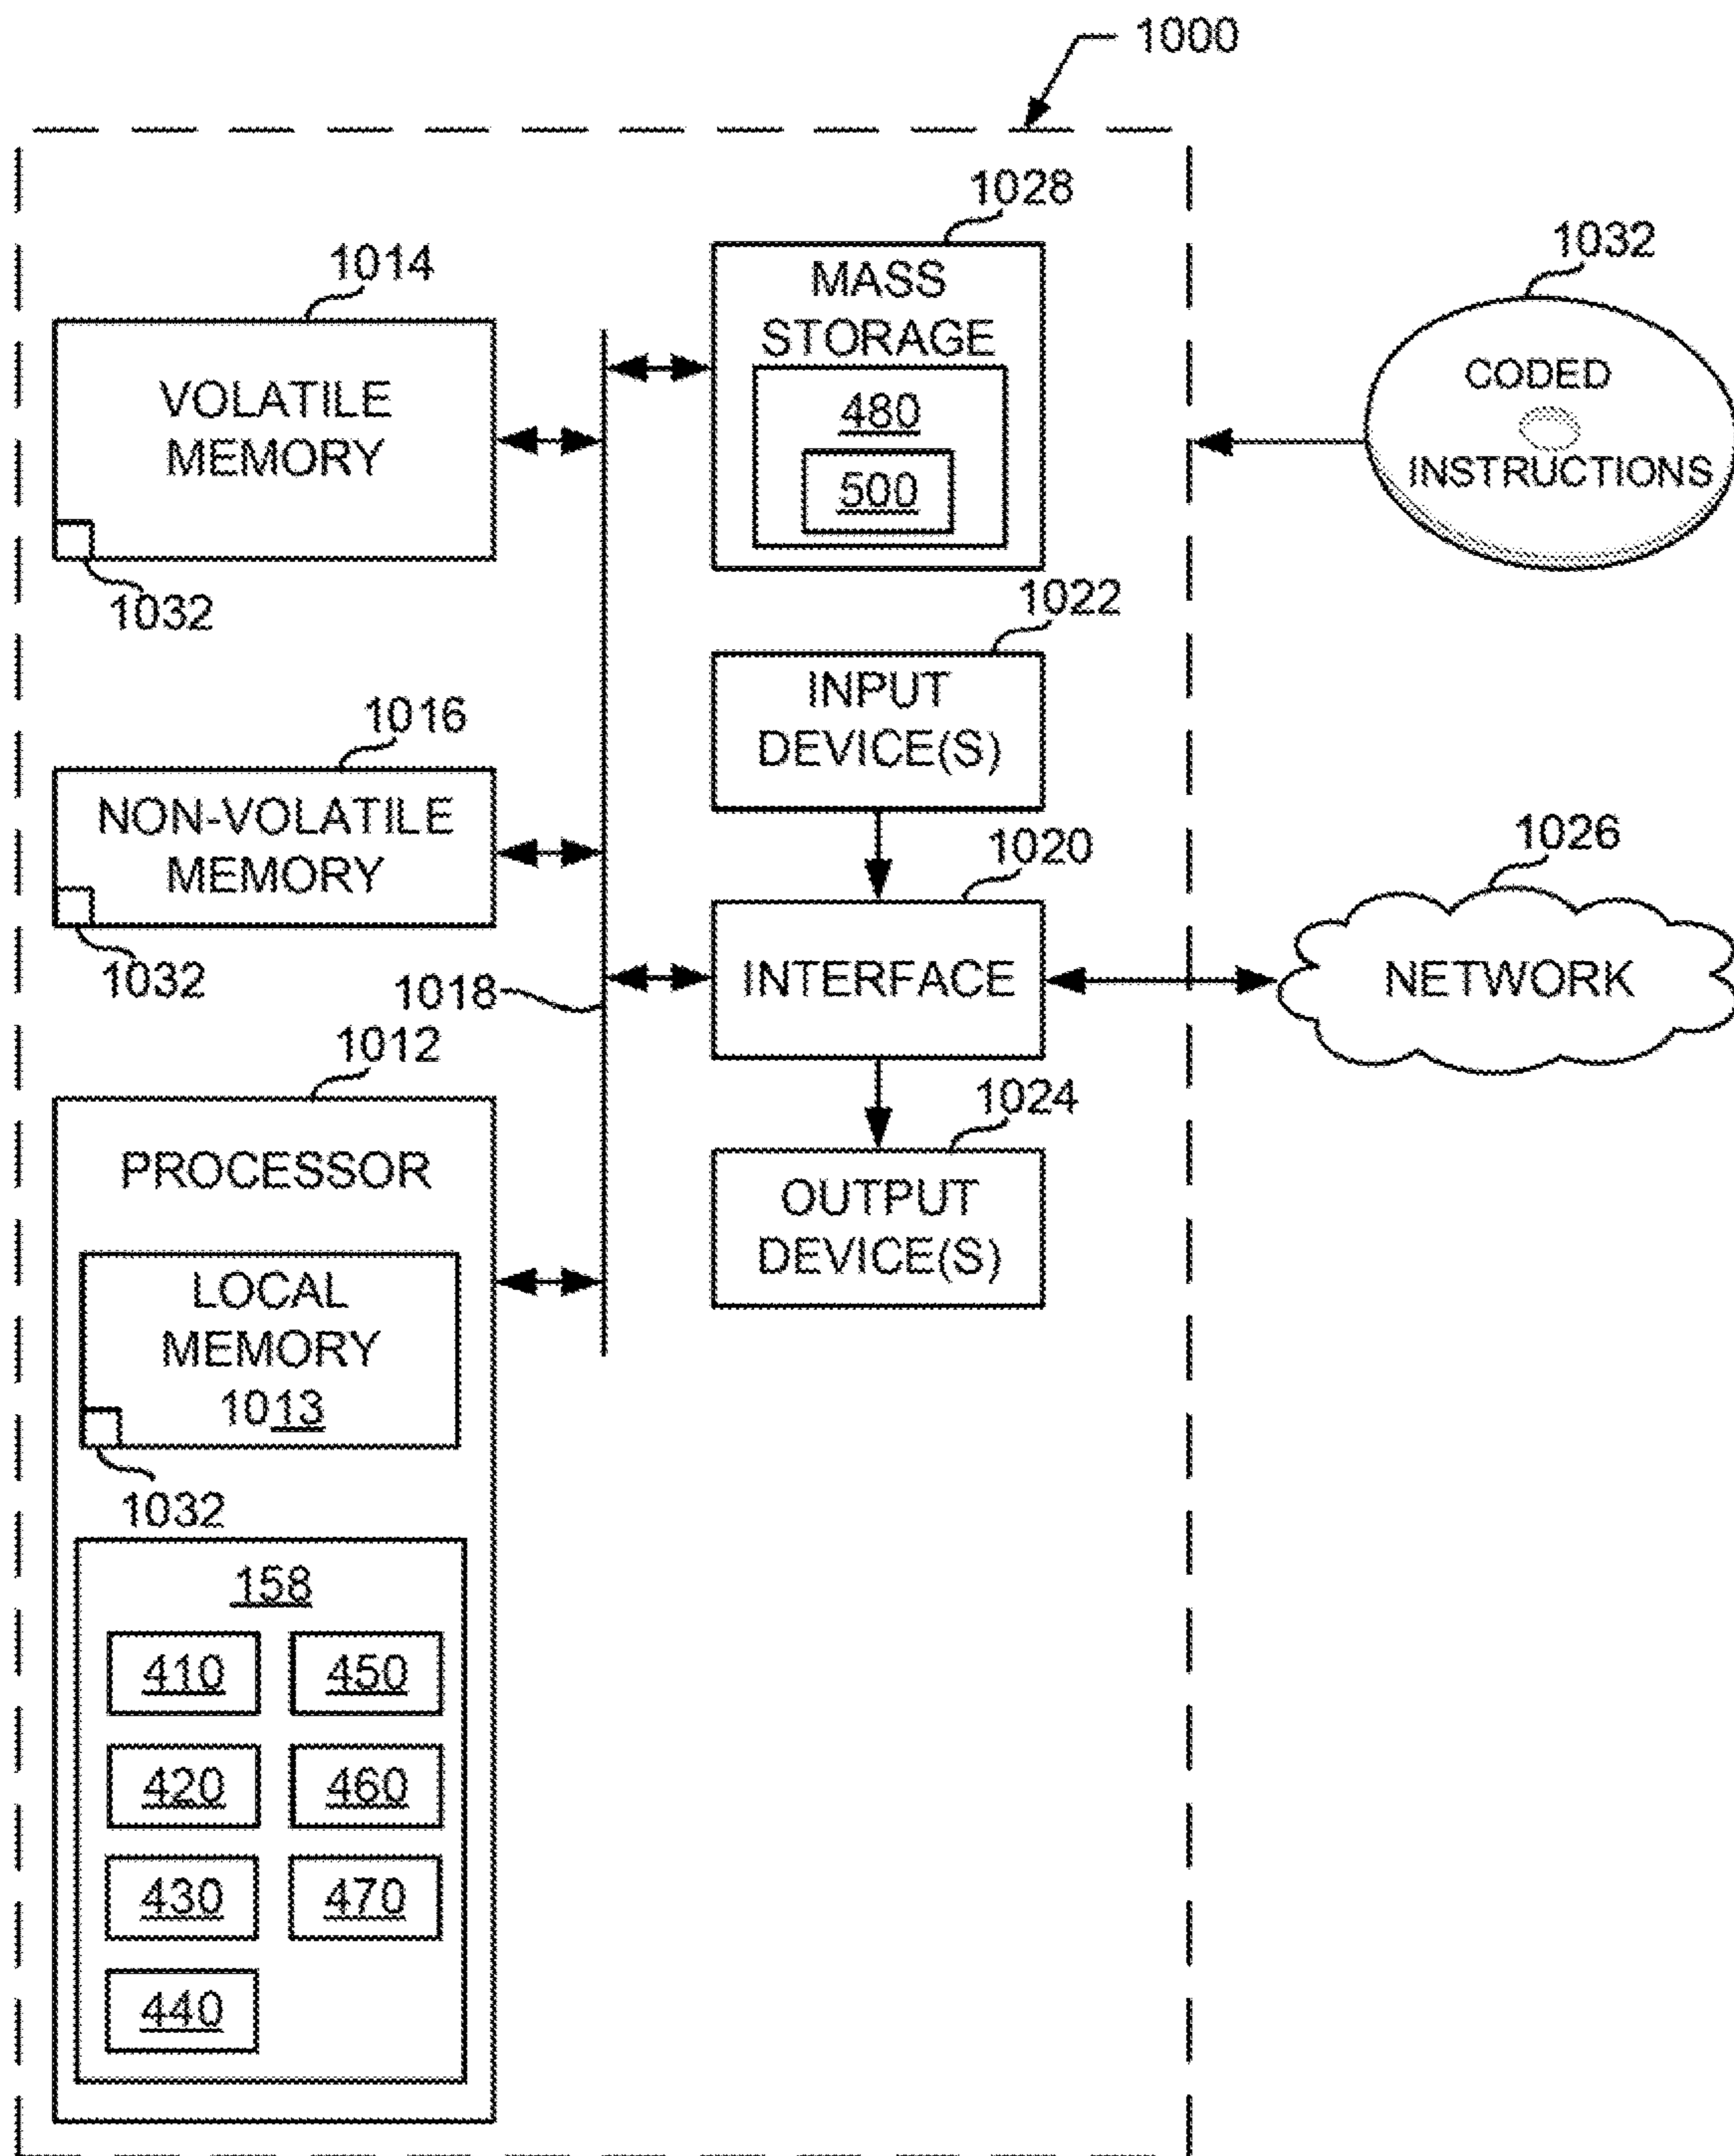 1000
1028
1014
1032
MASS
STORAGE
480
500
VOLATILE
MEMORY
1032
CODED
INSTRUCTIONS
1022
INPUT
DEVICE(S)
1016
NON-VOLATILE
MEMORY
1032
1018
1020
INTERFACE
1026
NETWORK
1012
PROCESSOR
1024
OUTPUT
DEVICE(S)
LOCAL
MEMORY
1013
1032
158
410
450
420
460
430
470
440